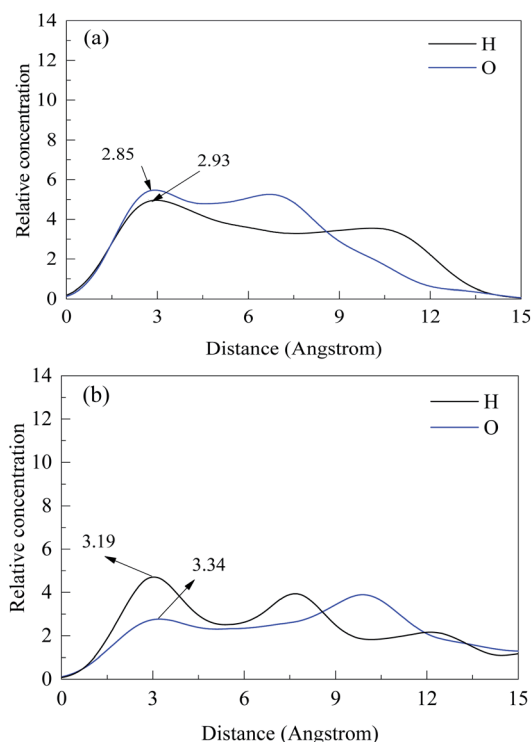 (a)
H
O
14
12
10
8
6
4
2
0
2.85
2.93
Relative concentration
0 3 6 9 12 15
Distance (Angstrom)
(b)
H
O
14
12
10
8
6
4
2
0
3.19
3.34
Relative concentration
0 3 6 9 12 15
Distance (Angstrom)